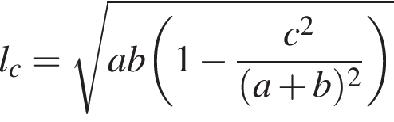 $l_c = \sqrt{ab\left(1 - \frac{c^2}{(a+b)^2}\right)}$